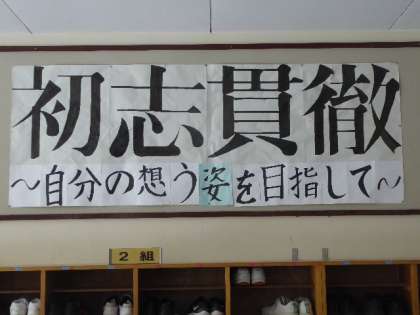 初志貫徹
～自分の想う姿を目指して～
2組